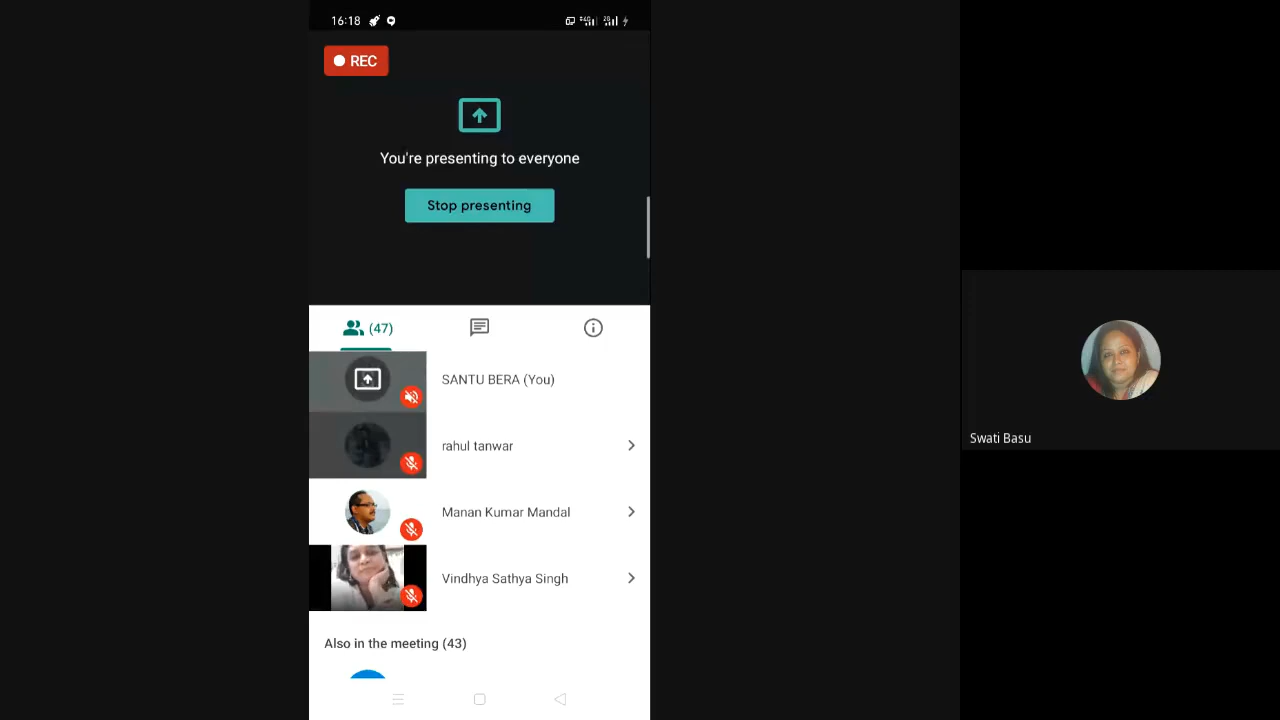 16:18
REC
You're presenting to everyone
Stop presenting
(47)
SANTU BERA (You)
rahul tanwar
Manan Kumar Mandal
Vindhya Sathya Singh
Also in the meeting (43)
Swati Basu